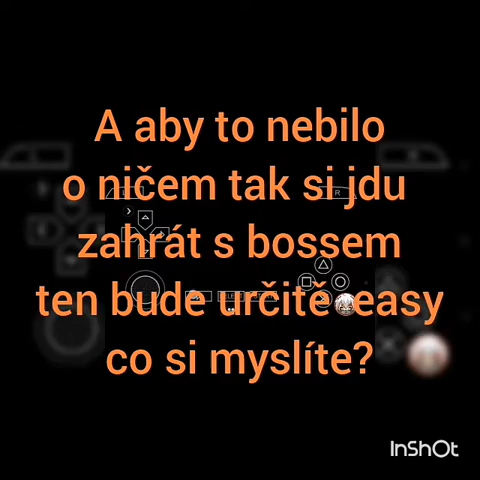 A aby to nebilo
o ničem tak si jdu
zahrát s bossem
ten bude určitě easy
co si myslíte?
InShOt